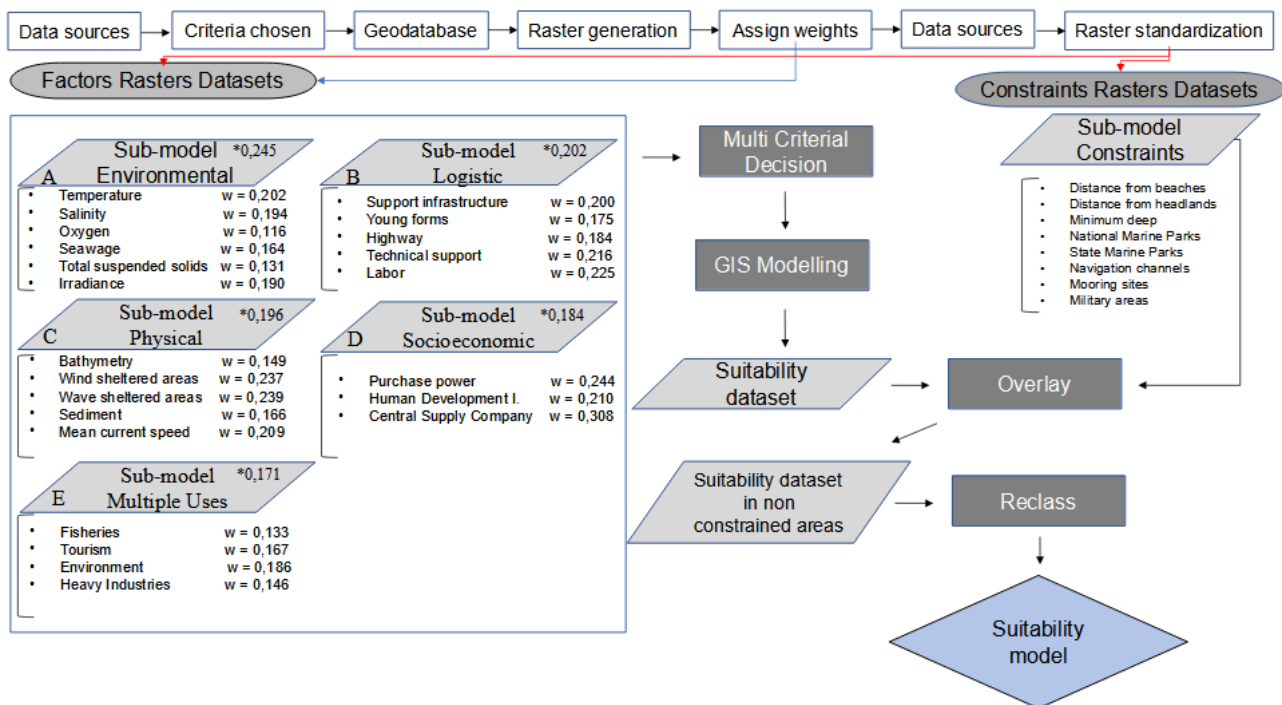 Data sources
Criteria chosen
Geodatabase
Raster generation
Assign weights
Data sources
Raster standardization
Factors Rasters Datasets
Constraints Rasters Datasets
Sub-model *0,245
A Environmental
• Temperature w = 0,202
• Salinity w = 0,194
• Oxygen w = 0,116
• Seawage w = 0,164
• Total suspended solids w = 0,131
• Irradiance w = 0,190
Sub-model *0,202
B Logistic
• Support infrastructure w = 0,200
• Young forms w = 0,175
• Highway w = 0,184
• Technical support w = 0,216
• Labor w = 0,225
Sub-model *0,196
C Physical
• Bathymetry w = 0,149
• Wind sheltered areas w = 0,237
• Wave sheltered areas w = 0,239
• Sediment w = 0,166
• Mean current speed w = 0,209
Sub-model *0,184
D Socioeconomic
• Purchase power w = 0,244
• Human Development I. w = 0,210
• Central Supply Company w = 0,308
Sub-model *0,171
E Multiple Uses
• Fisheries w = 0,133
• Tourism w = 0,167
• Environment w = 0,186
• Heavy Industries w = 0,146
Multi Criterial
Decision
GIS Modelling
Suitability
dataset
Sub-model
Constraints
• Distance from beaches
• Distance from headlands
• Minimum deep
• National Marine Parks
• State Marine Parks
• Navigation channels
• Mooring sites
• Military areas
Overlay
Suitability dataset
in non
constrained areas
Reclass
Suitability
model